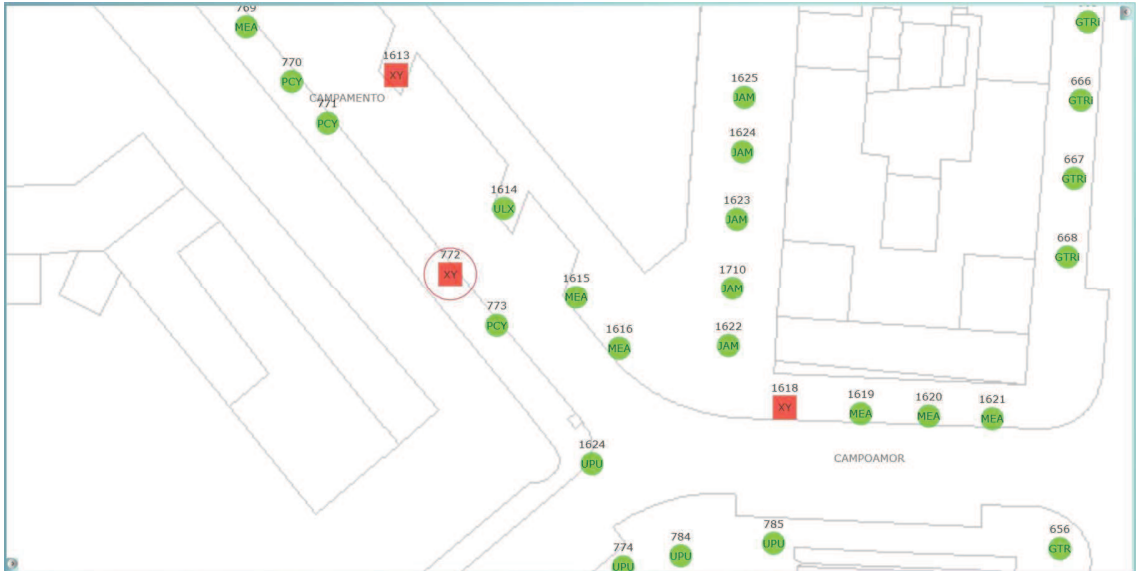 769
MEA
770
PCY
CAMPAMENTO
771
PCY
1613
XY
1614
ULX
772
XY
773
PCY
1615
MEA
1616
MEA
1625
JAM
1624
JAM
1623
JAM
1710
JAM
1622
JAM
GTRI
666
GTRI
667
GTRI
668
GTRI
1618
XY
1619
MEA
1620
MEA
1621
MEA
CAMPOAMOR
1624
UPU
774
UPU
784
UPU
785
UPU
656
GTR